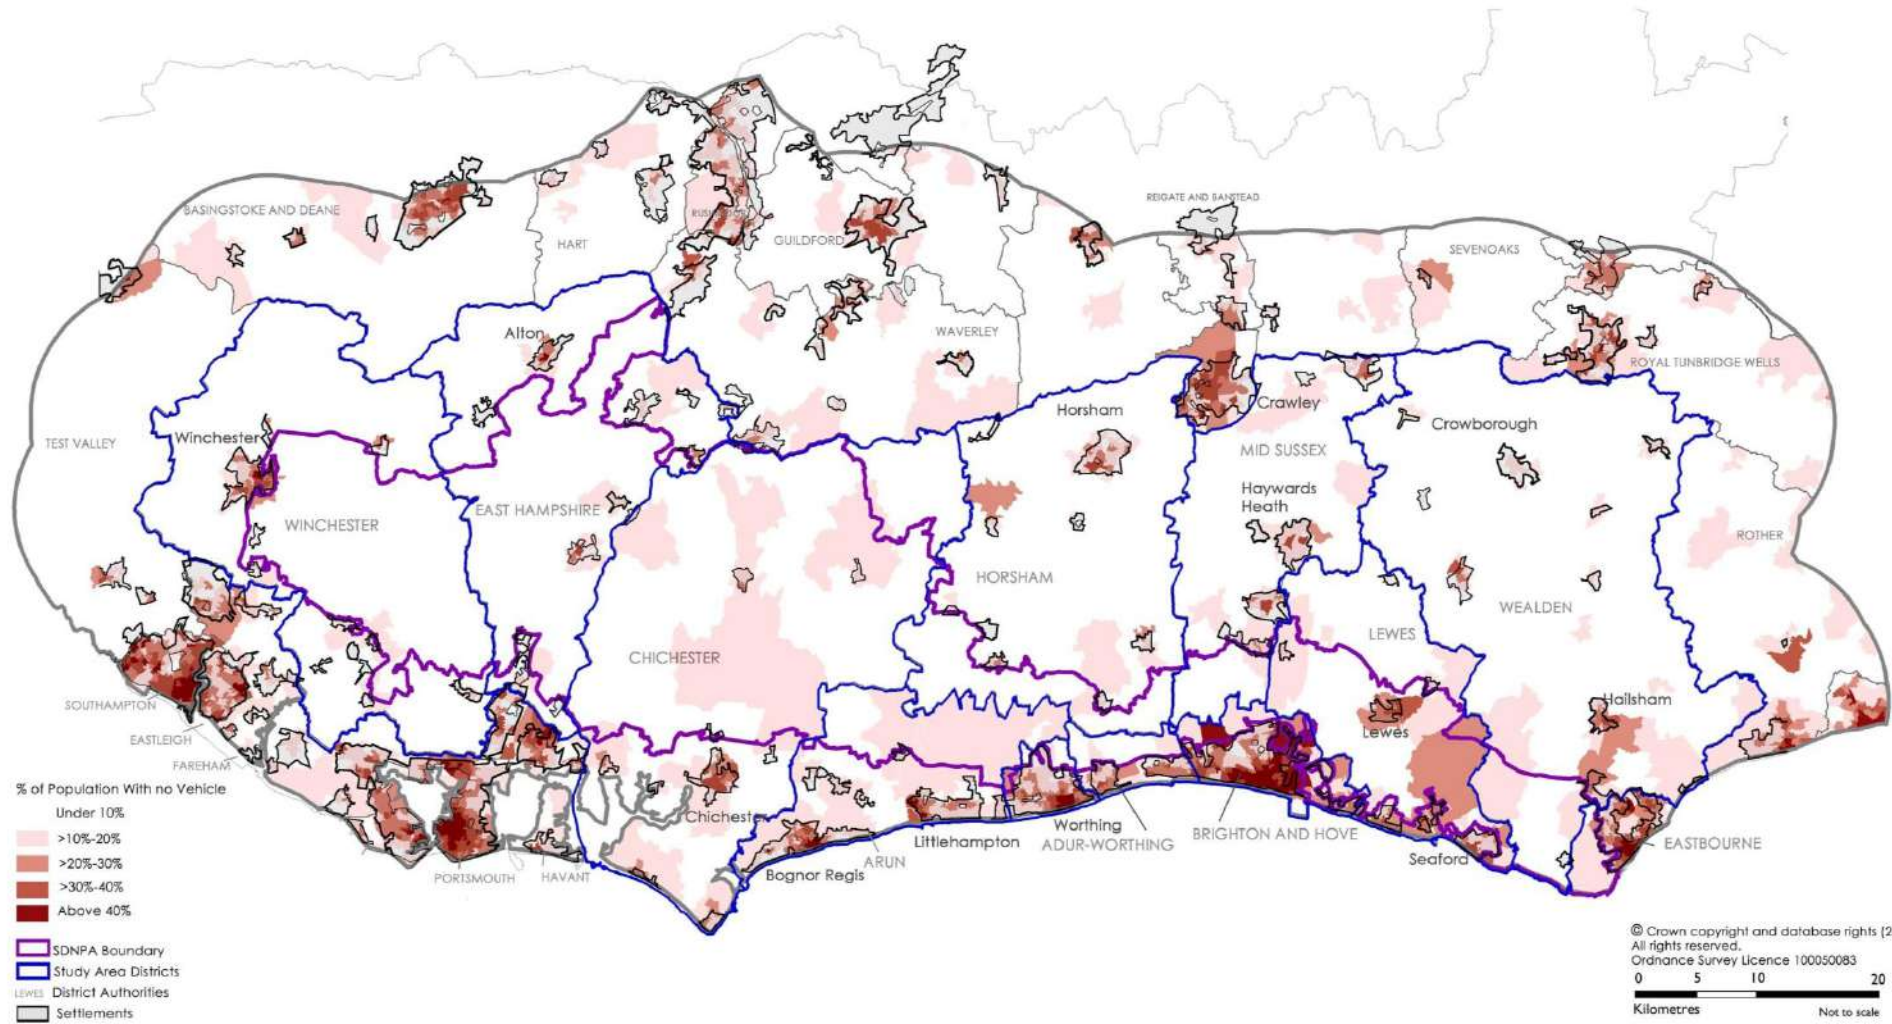 BASINGSTOKE AND DEANE
HART
GUILDFORD
REIGATE AND BANSTEAD
SEVENOAKS
Alton
WAVERLEY
ROYAL TUNBRIDGE WELLS
TEST VALLEY
Winchester
Horsham
Crawley
Crowborough
MID SUSSEX
WINCHESTER
EAST HAMPSHIRE
Haywards
Heath
ROTHER
HORSHAM
WEALDEN
CHICHESTER
LEWES
SOUTHAMPTON
EASTLEIGH
FAREHAM
Lewes
Hailsham
PORTSMOUTH
HAVANT
Chichester
Bognor Regis
ARUN
Littlehampton
Worthing
ADUR-WORTHING
BRIGHTON AND HOVE
Seaford
EASTBOURNE
% of Population With no Vehicle
Under 10%
>10%-20%
>20%-30%
>30%-40%
Above 40%
SDNPA Boundary
Study Area Districts
LEWES District Authorities
Settlements
© Crown copyright and database rights (2
All rights reserved.
Ordnance Survey Licence 100050083
0 5 10 20
Kilometres
Not to scale